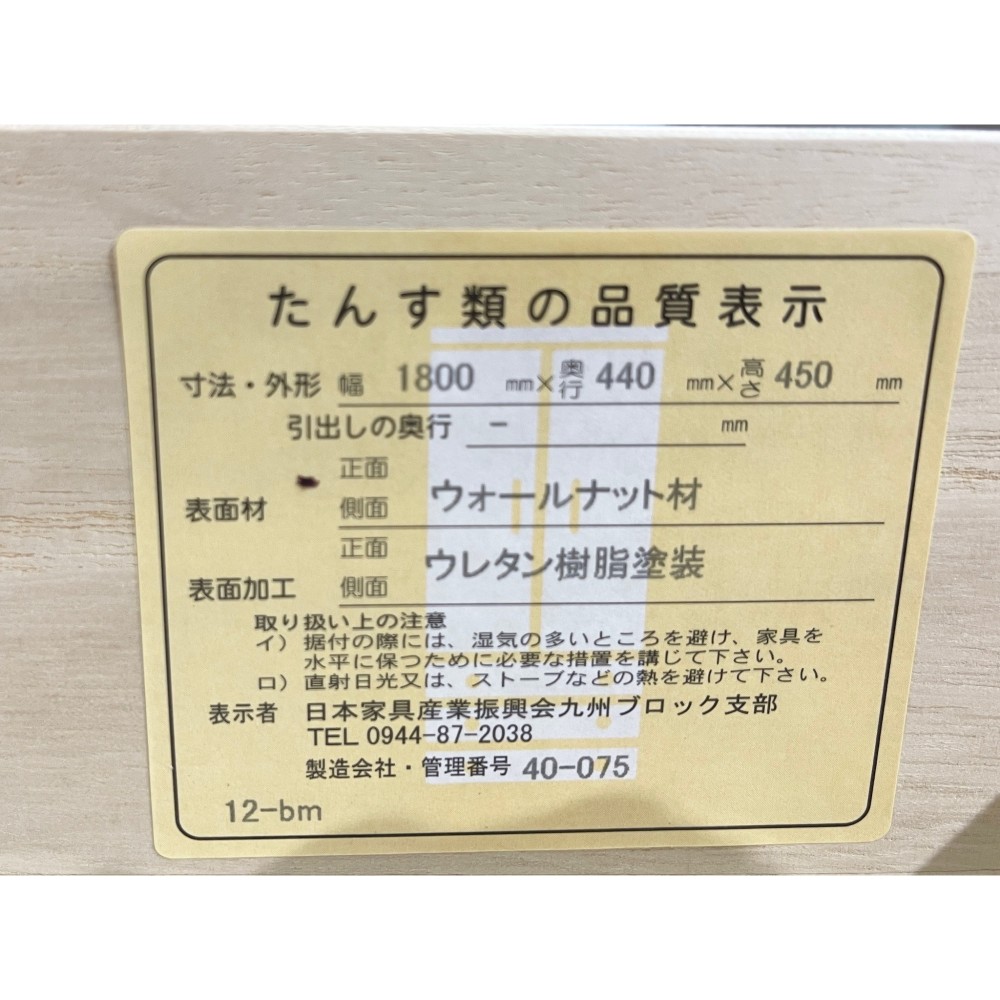 たんす類の品質表示
寸法・外形 幅 1800 mm×奥行 440 mm×高さ 450 mm
引出しの奥行 - mm
表面材 正面 側面 ウォールナット材
表面加工 正面 側面 ウレタン樹脂塗装
取り扱い上の注意
イ) 据付の際には、湿気の多いところを避け、家具を
水平に保つために必要な措置を講じて下さい。
ロ) 直射日光又は、ストーブなどの熱を避けて下さい。
表示者 日本家具産業振興会九州ブロック支部
TEL 0944-87-2038
製造会社・管理番号 40-075
12-bm